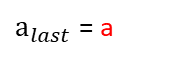 a_last = a